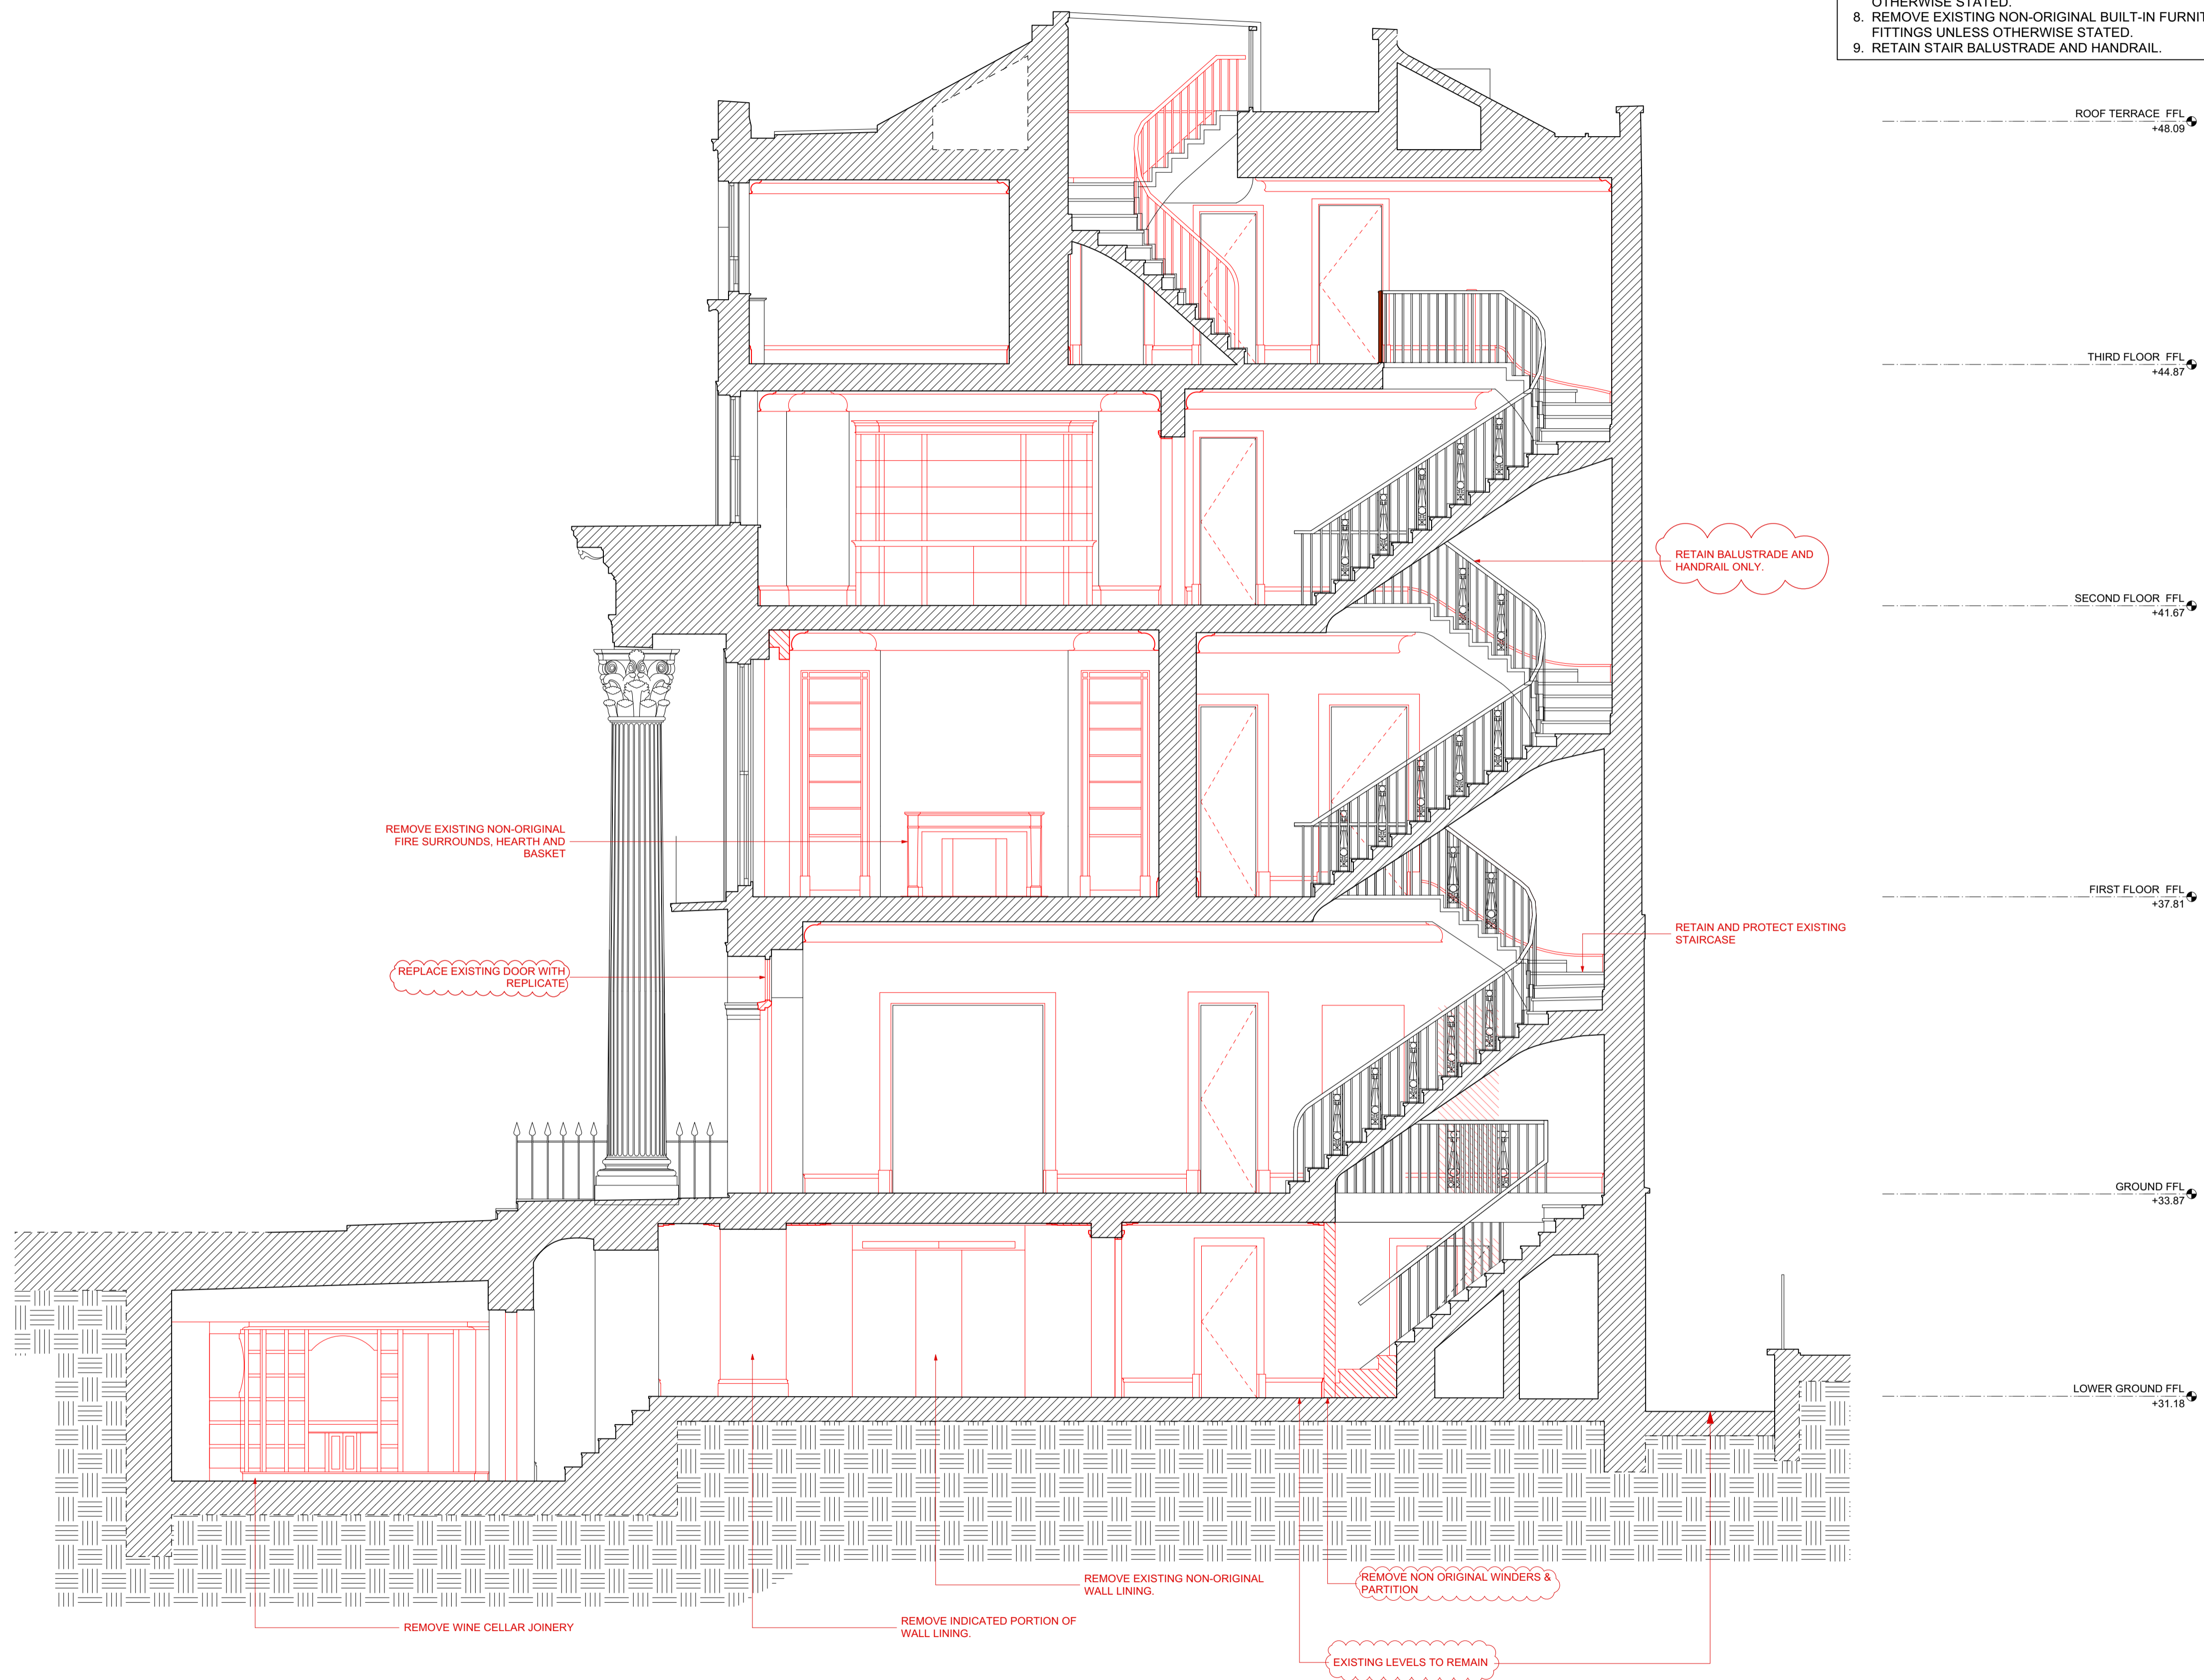 OTHERWISE STATED.
8. REMOVE EXISTING NON-ORIGINAL BUILT-IN
FITTINGS UNLESS OTHERWISE STATED.
9. RETAIN STAIR BALUSTRADE AND HANDRAIL.
ROOF TERRACE FFL
+48.09
THIRD FLOOR FFL
+44.87
RETAIN BALUSTRADE AND
HANDRAIL ONLY.
SECOND FLOOR FFL
+41.67
REMOVE EXISTING NON-ORIGINAL
FIRE SURROUNDS, HEARTH AND
BASKET
FIRST FLOOR FFL
+37.81
RETAIN AND PROTECT EXISTING
STAIRCASE
REPLACE EXISTING DOOR WITH
REPLICATE
GROUND FFL
+33.87
LOWER GROUND FFL
+31.18
REMOVE EXISTING NON-ORIGINAL
WALL LINING.
REMOVE NON ORIGINAL WINDERS &
PARTITION
REMOVE WINE CELLAR JOINERY
REMOVE INDICATED PORTION OF
WALL LINING.
EXISTING LEVELS TO REMAIN